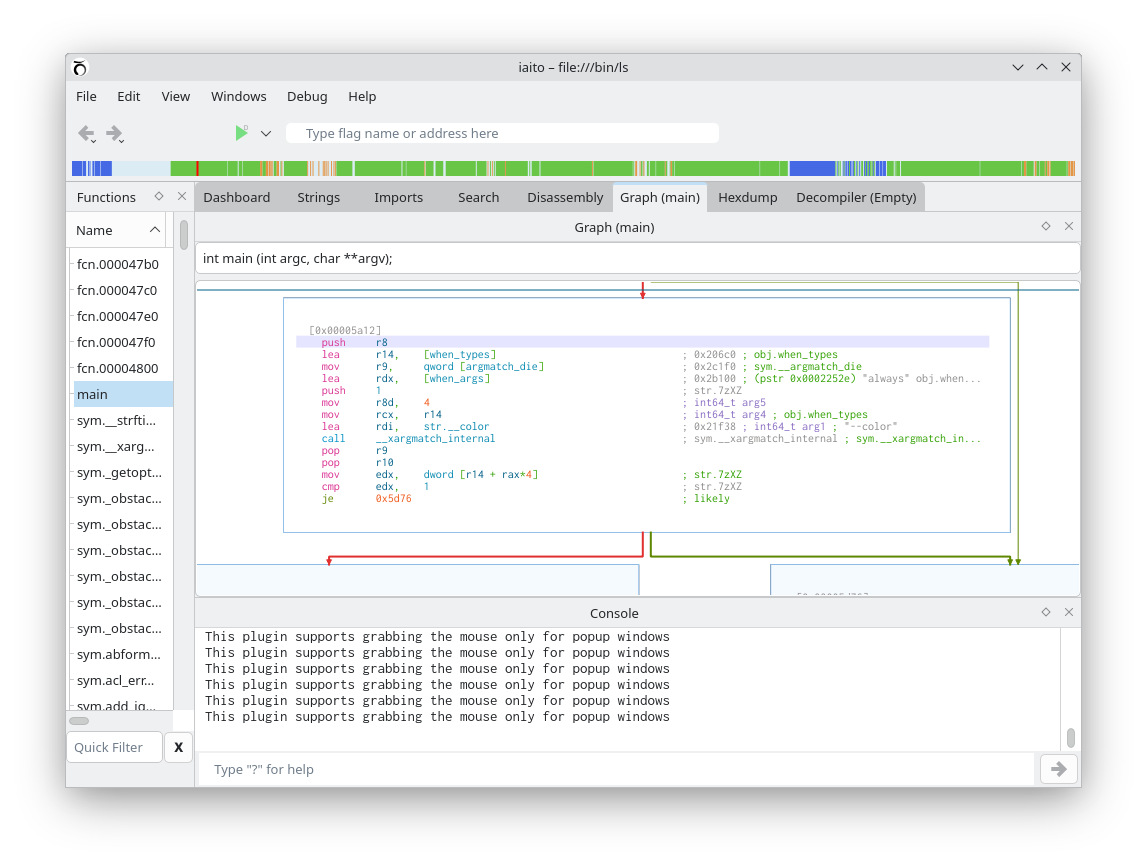 iaito – file:///bin/ls
File Edit View Windows Debug Help
Type flag name or address here
Functions
Name
fcn.000047b0
fcn.000047c0
fcn.000047e0
fcn.000047f0
fcn.00004800
main
sym.__strfti...
sym.__xarg...
sym._getopt...
sym._obstac...
sym._obstac...
sym._obstac...
sym._obstac...
sym._obstac...
sym._obstac...
sym.abform...
sym.acl_err...
sym.add_ig...
Quick Filter X
Dashboard Strings Imports Search Disassembly Graph (main) Hexdump Decompiler (Empty)
Graph (main)
int main (int argc, char **argv);
[0x00005a12]
push r8
lea r14, [when_types] ; 0x206c0 ; obj.when_types
mov r9, qword [argmatch_die] ; 0x2c1f0 ; sym.__argmatch_die
lea rdx, [when_args] ; 0x2b100 ; (pstr 0x0002252e) "always" obj.when...
push 1 ; str.7zXZ
mov r8d, 4 ; int64_t arg5
mov rcx, r14 ; int64_t arg4 ; obj.when_types
lea rdi, str.__color ; 0x21f38 ; int64_t arg1 ; "--color"
call __xargmatch_internal ; sym.__xargmatch_internal ; sym.__xargmatch_in...
pop r9
pop r10
mov edx, dword [r14 + rax*4] ; str.7zXZ
cmp edx, 1 ; str.7zXZ
je 0x5d76 ; likely
Console
This plugin supports grabbing the mouse only for popup windows
This plugin supports grabbing the mouse only for popup windows
This plugin supports grabbing the mouse only for popup windows
This plugin supports grabbing the mouse only for popup windows
This plugin supports grabbing the mouse only for popup windows
This plugin supports grabbing the mouse only for popup windows
Type "?" for help